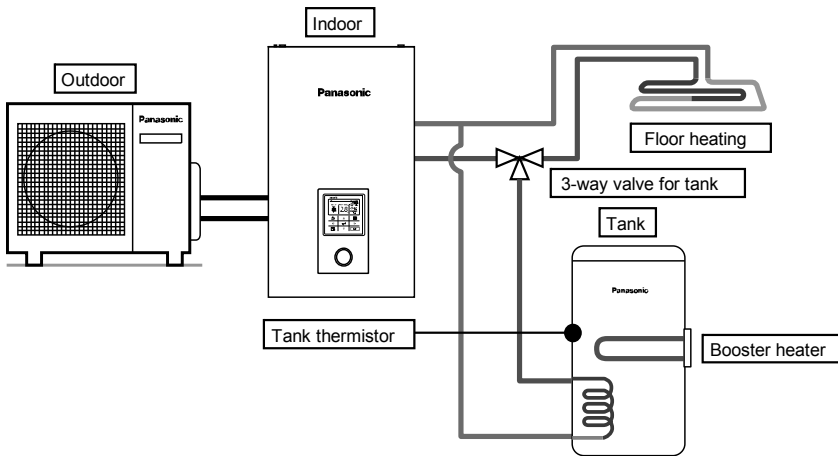 Indoor
Outdoor
Panasonic
Panasonic
Floor heating
3-way valve for tank
Tank
Panasonic
Tank thermistor
Booster heater